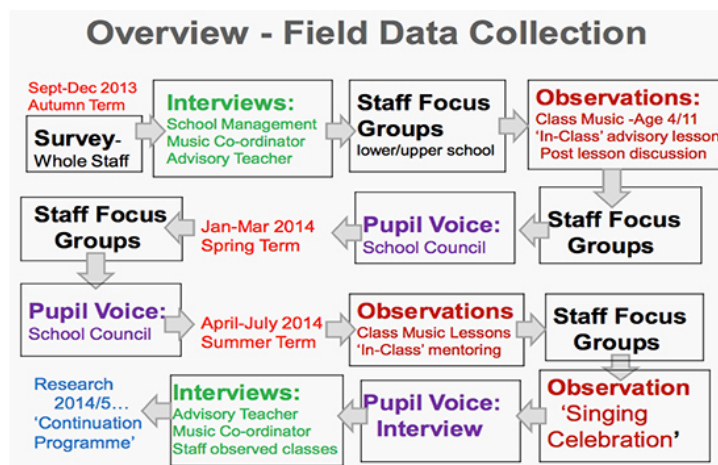 Overview - Field Data Collection
Sept-Dec 2013
Autumn Term
Survey-
Whole Staff
Interviews:
School Management
Music Co-ordinator
Advisory Teacher
Staff Focus
Groups
lower/upper school
Observations:
Class Music -Age 4/11
'In-Class' advisory lesson
Post lesson discussion
Staff Focus
Groups
Pupil Voice:
School Council
Jan-Mar 2014
Spring Term
Staff Focus
Groups
Pupil Voice:
School Council
April-July 2014
Summer Term
Observations
Class Music Lessons
'In-Class' mentoring
Staff Focus
Groups
Observation
'Singing
Celebration'
Pupil Voice:
Interview
Interviews:
Advisory Teacher
Music Co-ordinator
Staff observed classes
Research
2014/5...
'Continuation
Programme'